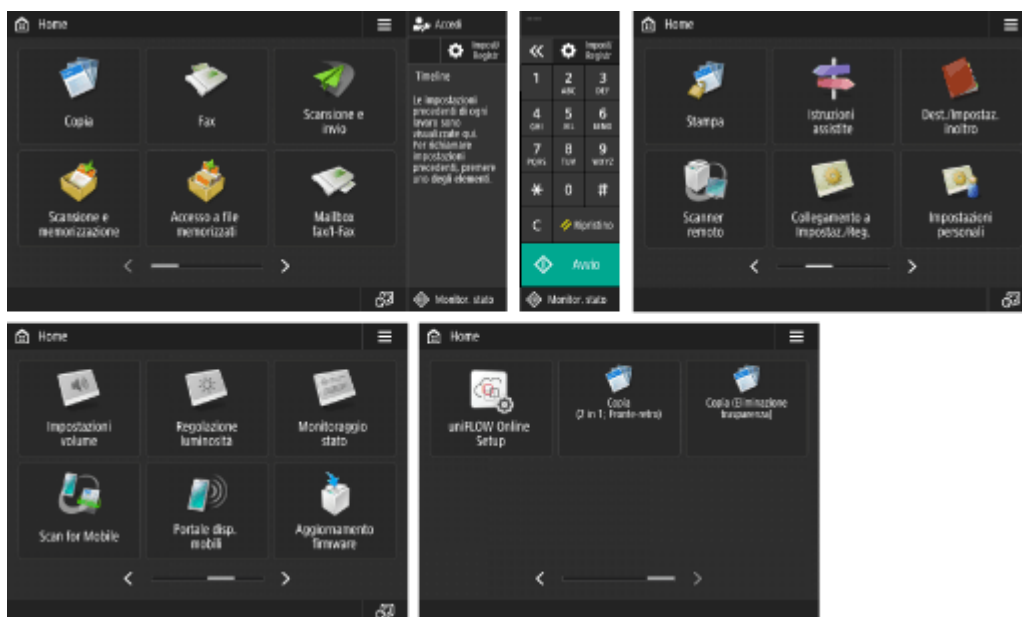 Home
Accedi
Impost/
Registr
Copia
Fax
Scansione e
invio
Scansione e
memorizzazione
Accesso a file
memorizzati
Mailbox
fax/I-Fax
Timeline
Le impostazioni
precedenti di ogni
lavoro sono
visualizzate qui.
Per richiamare
impostazioni
precedenti, premere
uno degli elementi.
Monitor. stato
Impost/
Registr
1 2 3
ABC DEF
4 5 6
GHI JKL MNO
7 8 9
PQRS TUV WXYZ
* 0 #
C Ripristino
Avvio
Monitor. stato
Home
Stampa
Istruzioni
assistite
Dest./Impostaz.
inoltro
Scanner
remoto
Collegamento a
Impostaz./Reg.
Impostazioni
personali
Home
Impostazioni
volume
Regolazione
luminosità
Monitoraggio
stato
Scan for Mobile
Portale disp.
mobili
Aggiornamento
firmware
Home
uniFLOW Online
Setup
Copia
(2 in 1; Fronte-retro)
Copia (Eliminazione
trasparenza)